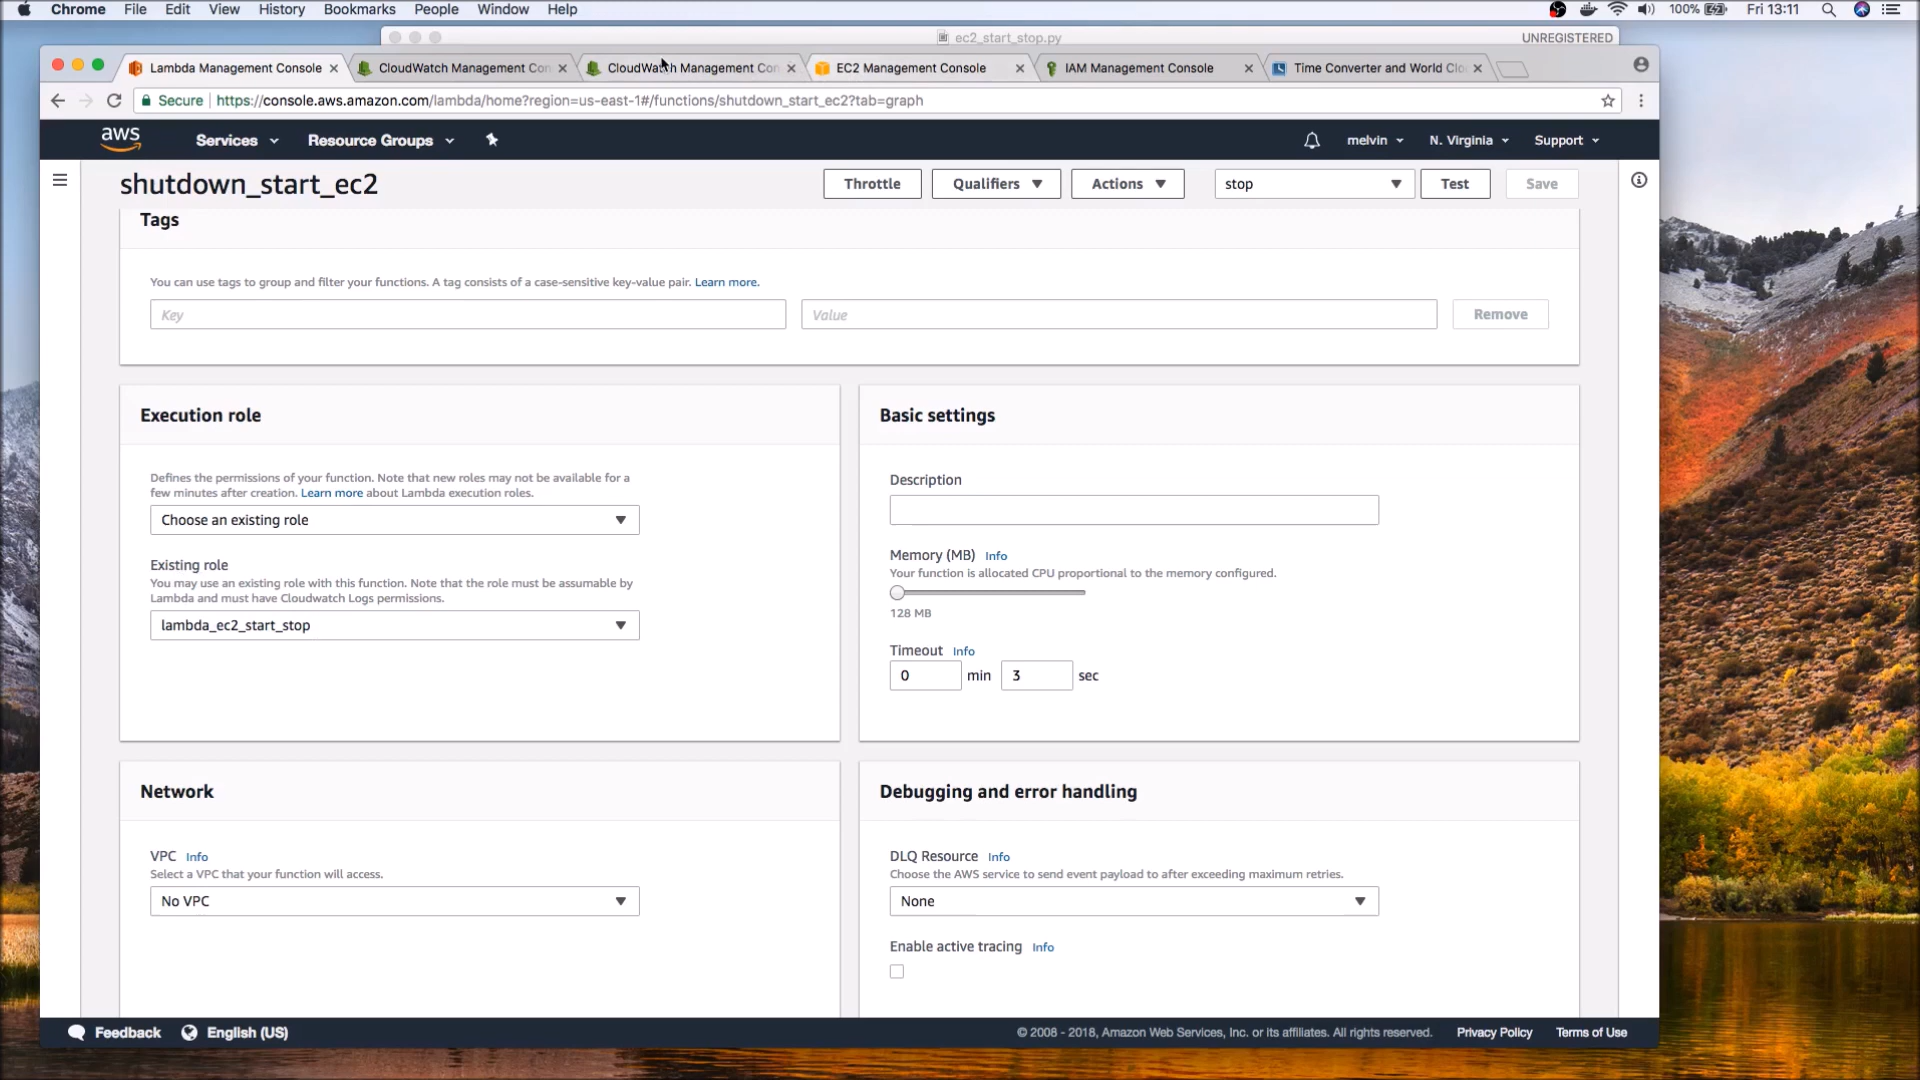 Chrome File Edit View History Bookmarks People Window Help 100% Fri 13:11
ec2_start_stop.py UNREGISTERED
Lambda Management Console CloudWatch Management Con CloudWatch Management Con EC2 Management Console IAM Management Console Time Converter and World Clo
Secure https://console.aws.amazon.com/lambda/home?region=us-east-1#/functions/shutdown_start_ec2?tab=graph
aws Services Resource Groups melvin N. Virginia Support
shutdown_start_ec2 Throttle Qualifiers Actions stop Test Save
Tags
You can use tags to group and filter your functions. A tag consists of a case-sensitive key-value pair. Learn more.
Key Value Remove
Execution role
Defines the permissions of your function. Note that new roles may not be available for a
few minutes after creation. Learn more about Lambda execution roles.
Choose an existing role
Existing role
You may use an existing role with this function. Note that the role must be assumable by
Lambda and must have Cloudwatch Logs permissions.
lambda_ec2_start_stop
Basic settings
Description
Memory (MB) Info
Your function is allocated CPU proportional to the memory configured.
128 MB
Timeout Info
0 min 3 sec
Network
VPC Info
Select a VPC that your function will access.
No VPC
Debugging and error handling
DLQ Resource Info
Choose the AWS service to send event payload to after exceeding maximum retries.
None
Enable active tracing Info
Feedback English (US) © 2008 - 2018, Amazon Web Services, Inc. or its affiliates. All rights reserved. Privacy Policy Terms of Use